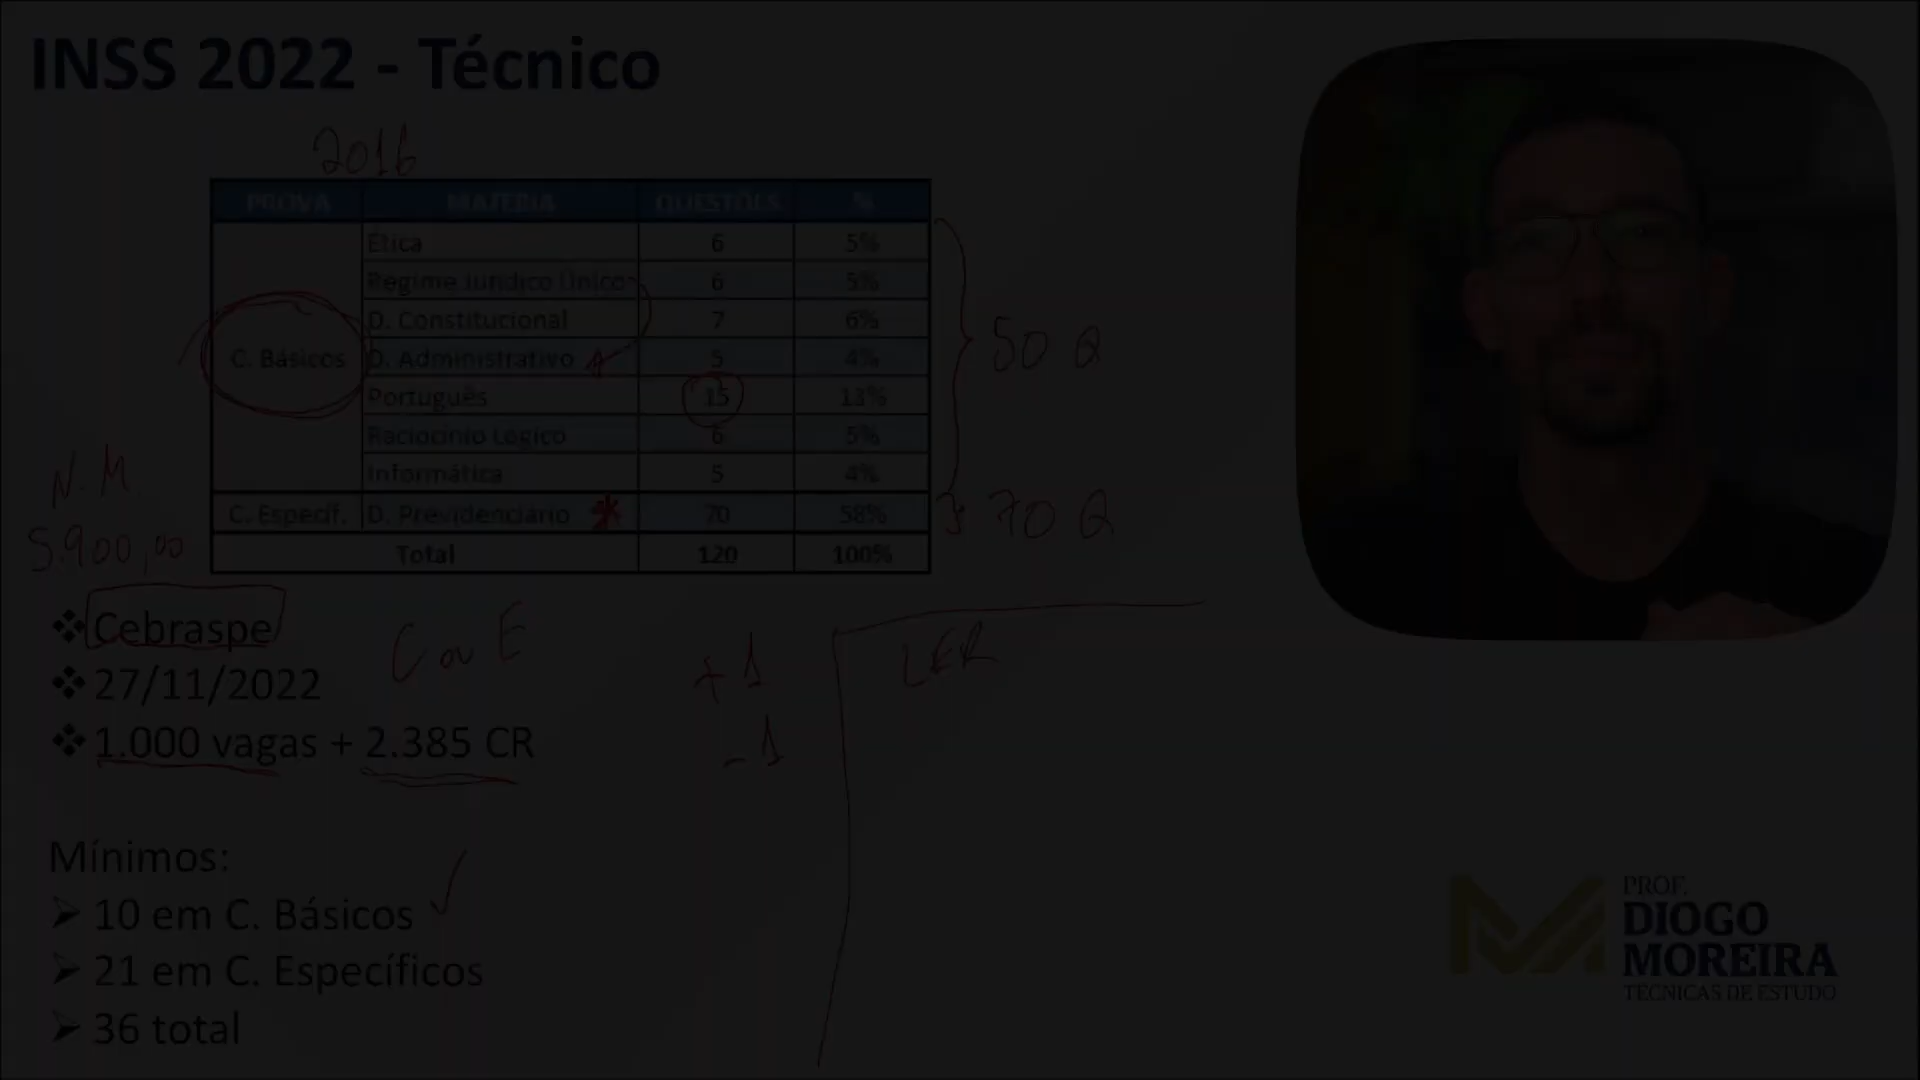 INSS 2022 - Técnico
2016
PROVA MATÉRIA QUESTÕES %
Ética 6 5%
Regime Jurídico Único 6 5%
D. Constitucional 7 6%
C. Básicos D. Administrativo 5 4%
Português 15 13%
Raciocínio Lógico 6 5%
Informática 5 4%
C. Específ. D. Previdenciário * 70 58%
Total 120 100%
50 Q
70 Q
N.M.
5.900,00
❖ Cebraspe
C ou E
+1
-1
LER
❖ 27/11/2022
❖ 1.000 vagas + 2.385 CR
Mínimos:
➢ 10 em C. Básicos
➢ 21 em C. Específicos
➢ 36 total
PROF.
DIOGO
MOREIRA
TÉCNICAS DE ESTUDO